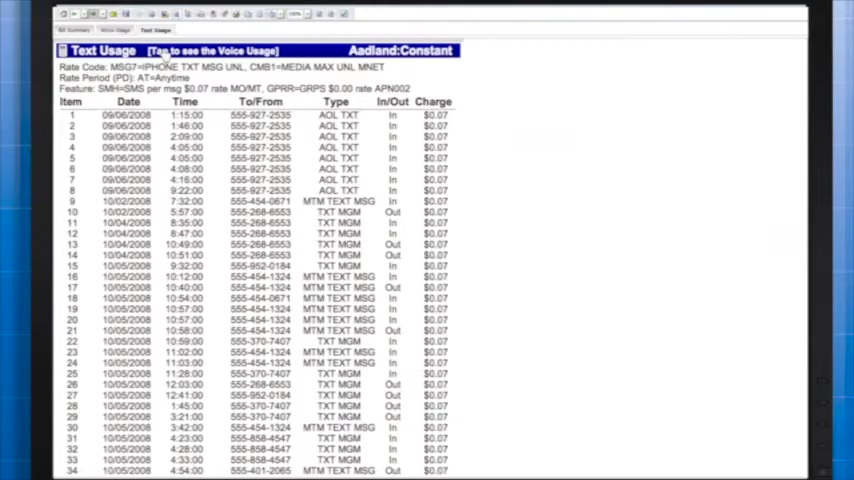 100%
Bill Summary Voice Usage Text Usage
Text Usage [Tap to see the Voice Usage] Aadland:Constant
Rate Code: MSG7=IPHONE TXT MSG UNL, CMB1=MEDIA MAX UNL MNET
Rate Period (PD): AT=Anytime
Feature: SMH=SMS per msg $0.07 rate MO/MT, GPRR=GRPS $0.00 rate APN002
Item Date Time To/From Type In/Out Charge
1 09/06/2008 1:15:00 555-927-2535 AOL TXT In $0.07
2 09/06/2008 1:46:00 555-927-2535 AOL TXT In $0.07
3 09/06/2008 2:09:00 555-927-2535 AOL TXT In $0.07
4 09/06/2008 4:05:00 555-927-2535 AOL TXT In $0.07
5 09/06/2008 4:05:00 555-927-2535 AOL TXT In $0.07
6 09/06/2008 4:08:00 555-927-2535 AOL TXT In $0.07
7 09/06/2008 4:16:00 555-927-2535 AOL TXT In $0.07
8 09/06/2008 9:22:00 555-927-2535 AOL TXT In $0.07
9 10/02/2008 7:32:00 555-454-0671 MTM TEXT MSG In $0.07
10 10/02/2008 5:57:00 555-268-6553 TXT MGM Out $0.07
11 10/04/2008 8:35:00 555-268-6553 TXT MGM In $0.07
12 10/04/2008 8:47:00 555-268-6553 TXT MGM In $0.07
13 10/04/2008 10:49:00 555-268-6553 TXT MGM Out $0.07
14 10/04/2008 10:51:00 555-268-6553 TXT MGM Out $0.07
15 10/05/2008 9:32:00 555-952-0184 TXT MGM In $0.07
16 10/05/2008 10:12:00 555-454-1324 MTM TEXT MSG In $0.07
17 10/05/2008 10:40:00 555-454-1324 MTM TEXT MSG Out $0.07
18 10/05/2008 10:54:00 555-454-0671 MTM TEXT MSG In $0.07
19 10/05/2008 10:57:00 555-454-1324 MTM TEXT MSG In $0.07
20 10/05/2008 10:57:00 555-454-1324 MTM TEXT MSG In $0.07
21 10/05/2008 10:58:00 555-454-1324 MTM TEXT MSG Out $0.07
22 10/05/2008 10:59:00 555-370-7407 TXT MGM In $0.07
23 10/05/2008 11:02:00 555-454-1324 MTM TEXT MSG In $0.07
24 10/05/2008 11:03:00 555-454-1324 MTM TEXT MSG In $0.07
25 10/05/2008 11:28:00 555-370-7407 TXT MGM In $0.07
26 10/05/2008 12:03:00 555-268-6553 TXT MGM Out $0.07
27 10/05/2008 12:41:00 555-952-0184 TXT MGM Out $0.07
28 10/05/2008 1:45:00 555-370-7407 TXT MGM Out $0.07
29 10/05/2008 3:21:00 555-370-7407 TXT MGM Out $0.07
30 10/05/2008 3:42:00 555-454-1324 MTM TEXT MSG In $0.07
31 10/05/2008 4:23:00 555-858-4547 TXT MGM In $0.07
32 10/05/2008 4:28:00 555-858-4547 TXT MGM In $0.07
33 10/05/2008 4:33:00 555-858-4547 TXT MGM In $0.07
34 10/05/2008 4:54:00 555-401-2065 MTM TEXT MSG Out $0.07